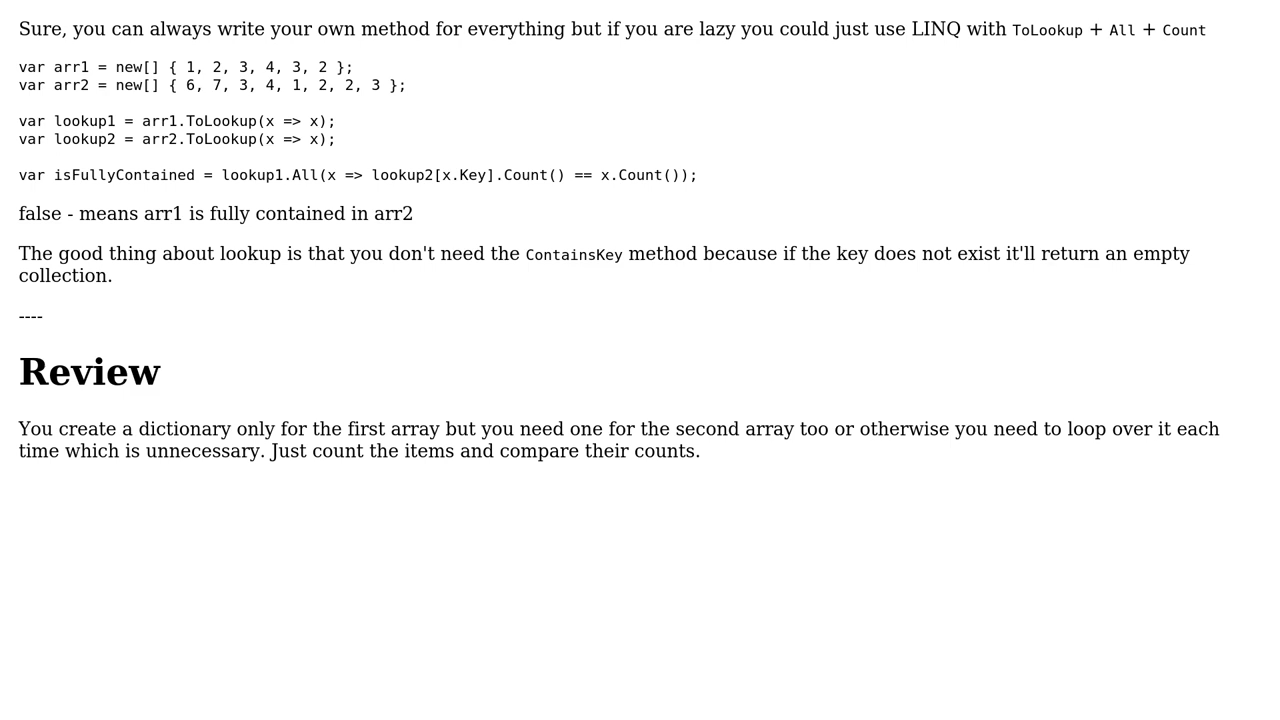 Sure, you can always write your own method for everything but if you are lazy you could just use LINQ with ToLookup + All + Count
var arr1 = new[] { 1, 2, 3, 4, 3, 2 };
var arr2 = new[] { 6, 7, 3, 4, 1, 2, 2, 3 };
var lookup1 = arr1.ToLookup(x => x);
var lookup2 = arr2.ToLookup(x => x);
var isFullyContained = lookup1.All(x => lookup2[x.Key].Count() == x.Count());
false - means arr1 is fully contained in arr2
The good thing about lookup is that you don't need the ContainsKey method because if the key does not exist it'll return an empty
collection.
----
Review
You create a dictionary only for the first array but you need one for the second array too or otherwise you need to loop over it each
time which is unnecessary. Just count the items and compare their counts.